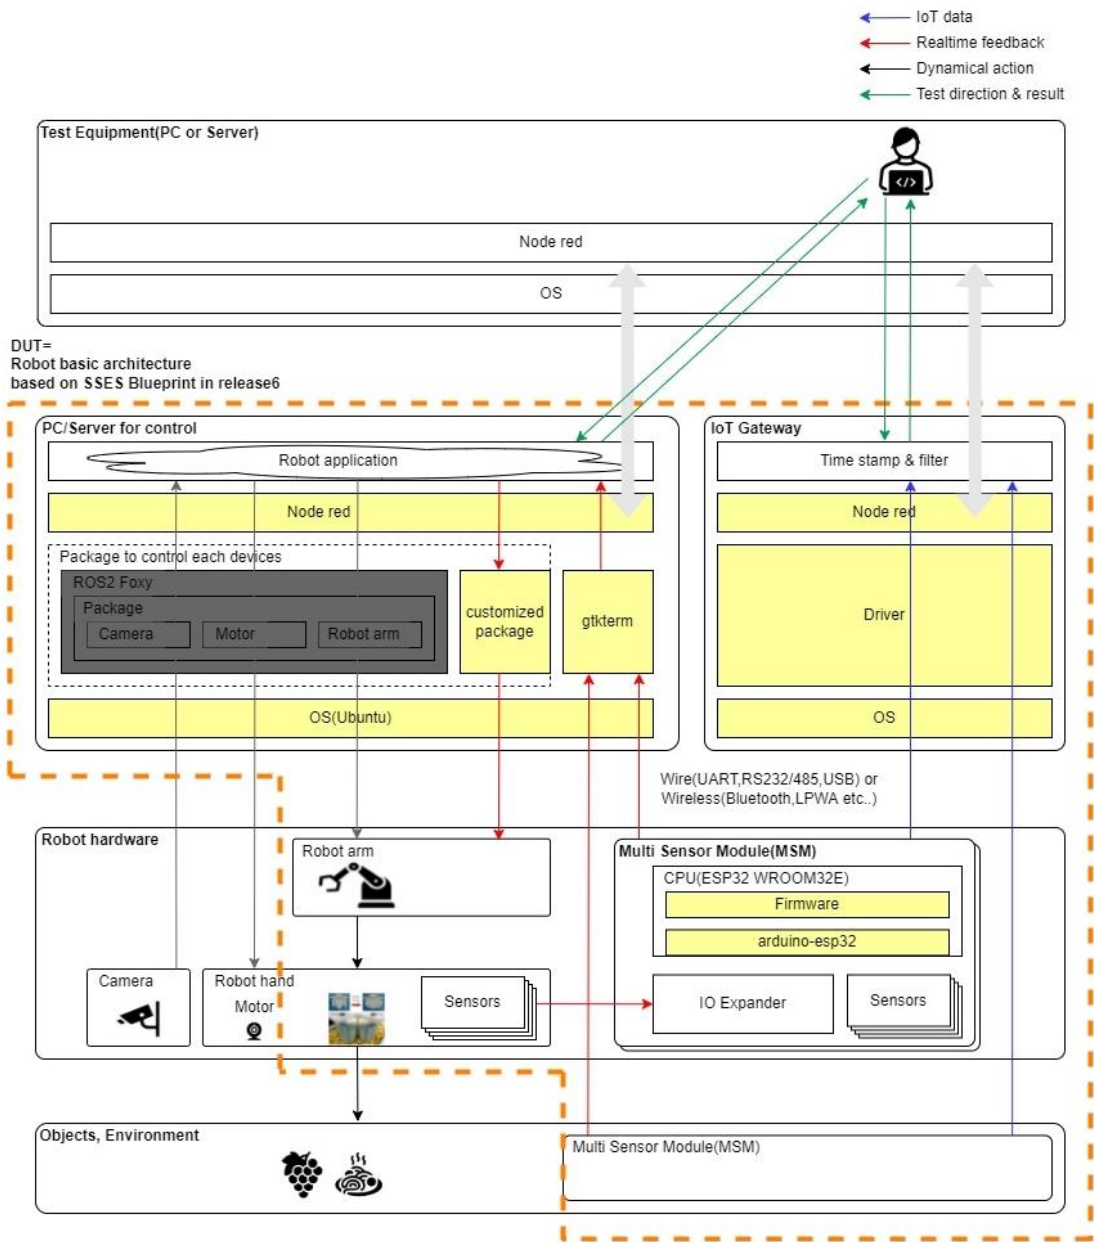 IoT data
Realtime feedback
Dynamical action
Test direction & result
Test Equipment(PC or Server)
</>
Node red
OS
DUT=
Robot basic architecture
based on SSES Blueprint in release6
PC/Server for control
Robot application
Node red
Package to control each devices
ROS2 Foxy
Package
Camera
Motor
Robot arm
customized
package
gtkterm
OS(Ubuntu)
IoT Gateway
Time stamp & filter
Node red
Driver
OS
Wire(UART,RS232/485,USB) or
Wireless(Bluetooth,LPWA etc..)
Robot hardware
Robot arm
Camera
Robot hand
Motor
Sensors
Multi Sensor Module(MSM)
CPU(ESP32 WROOM32E)
Firmware
arduino-esp32
IO Expander
Sensors
Objects, Environment
Multi Sensor Module(MSM)